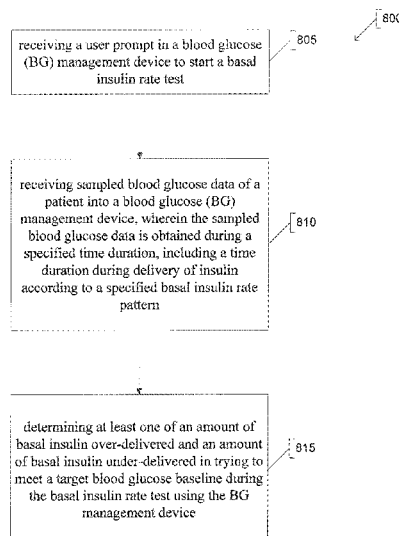 800
receiving a user prompt in a blood glucose
(BG) management device to start a basal
insulin rate test
805
receiving sampled blood glucose data of a
patient into a blood glucose (BG)
management device, wherein the sampled
blood glucose data is obtained during a
specified time duration, including a time
duration during delivery of insulin
according to a specified basal insulin rate
pattern
810
determining at least one of an amount of
basal insulin over-delivered and an amount
of basal insulin under-delivered in trying to
meet a target blood glucose baseline during
the basal insulin rate test using the BG
management device
815